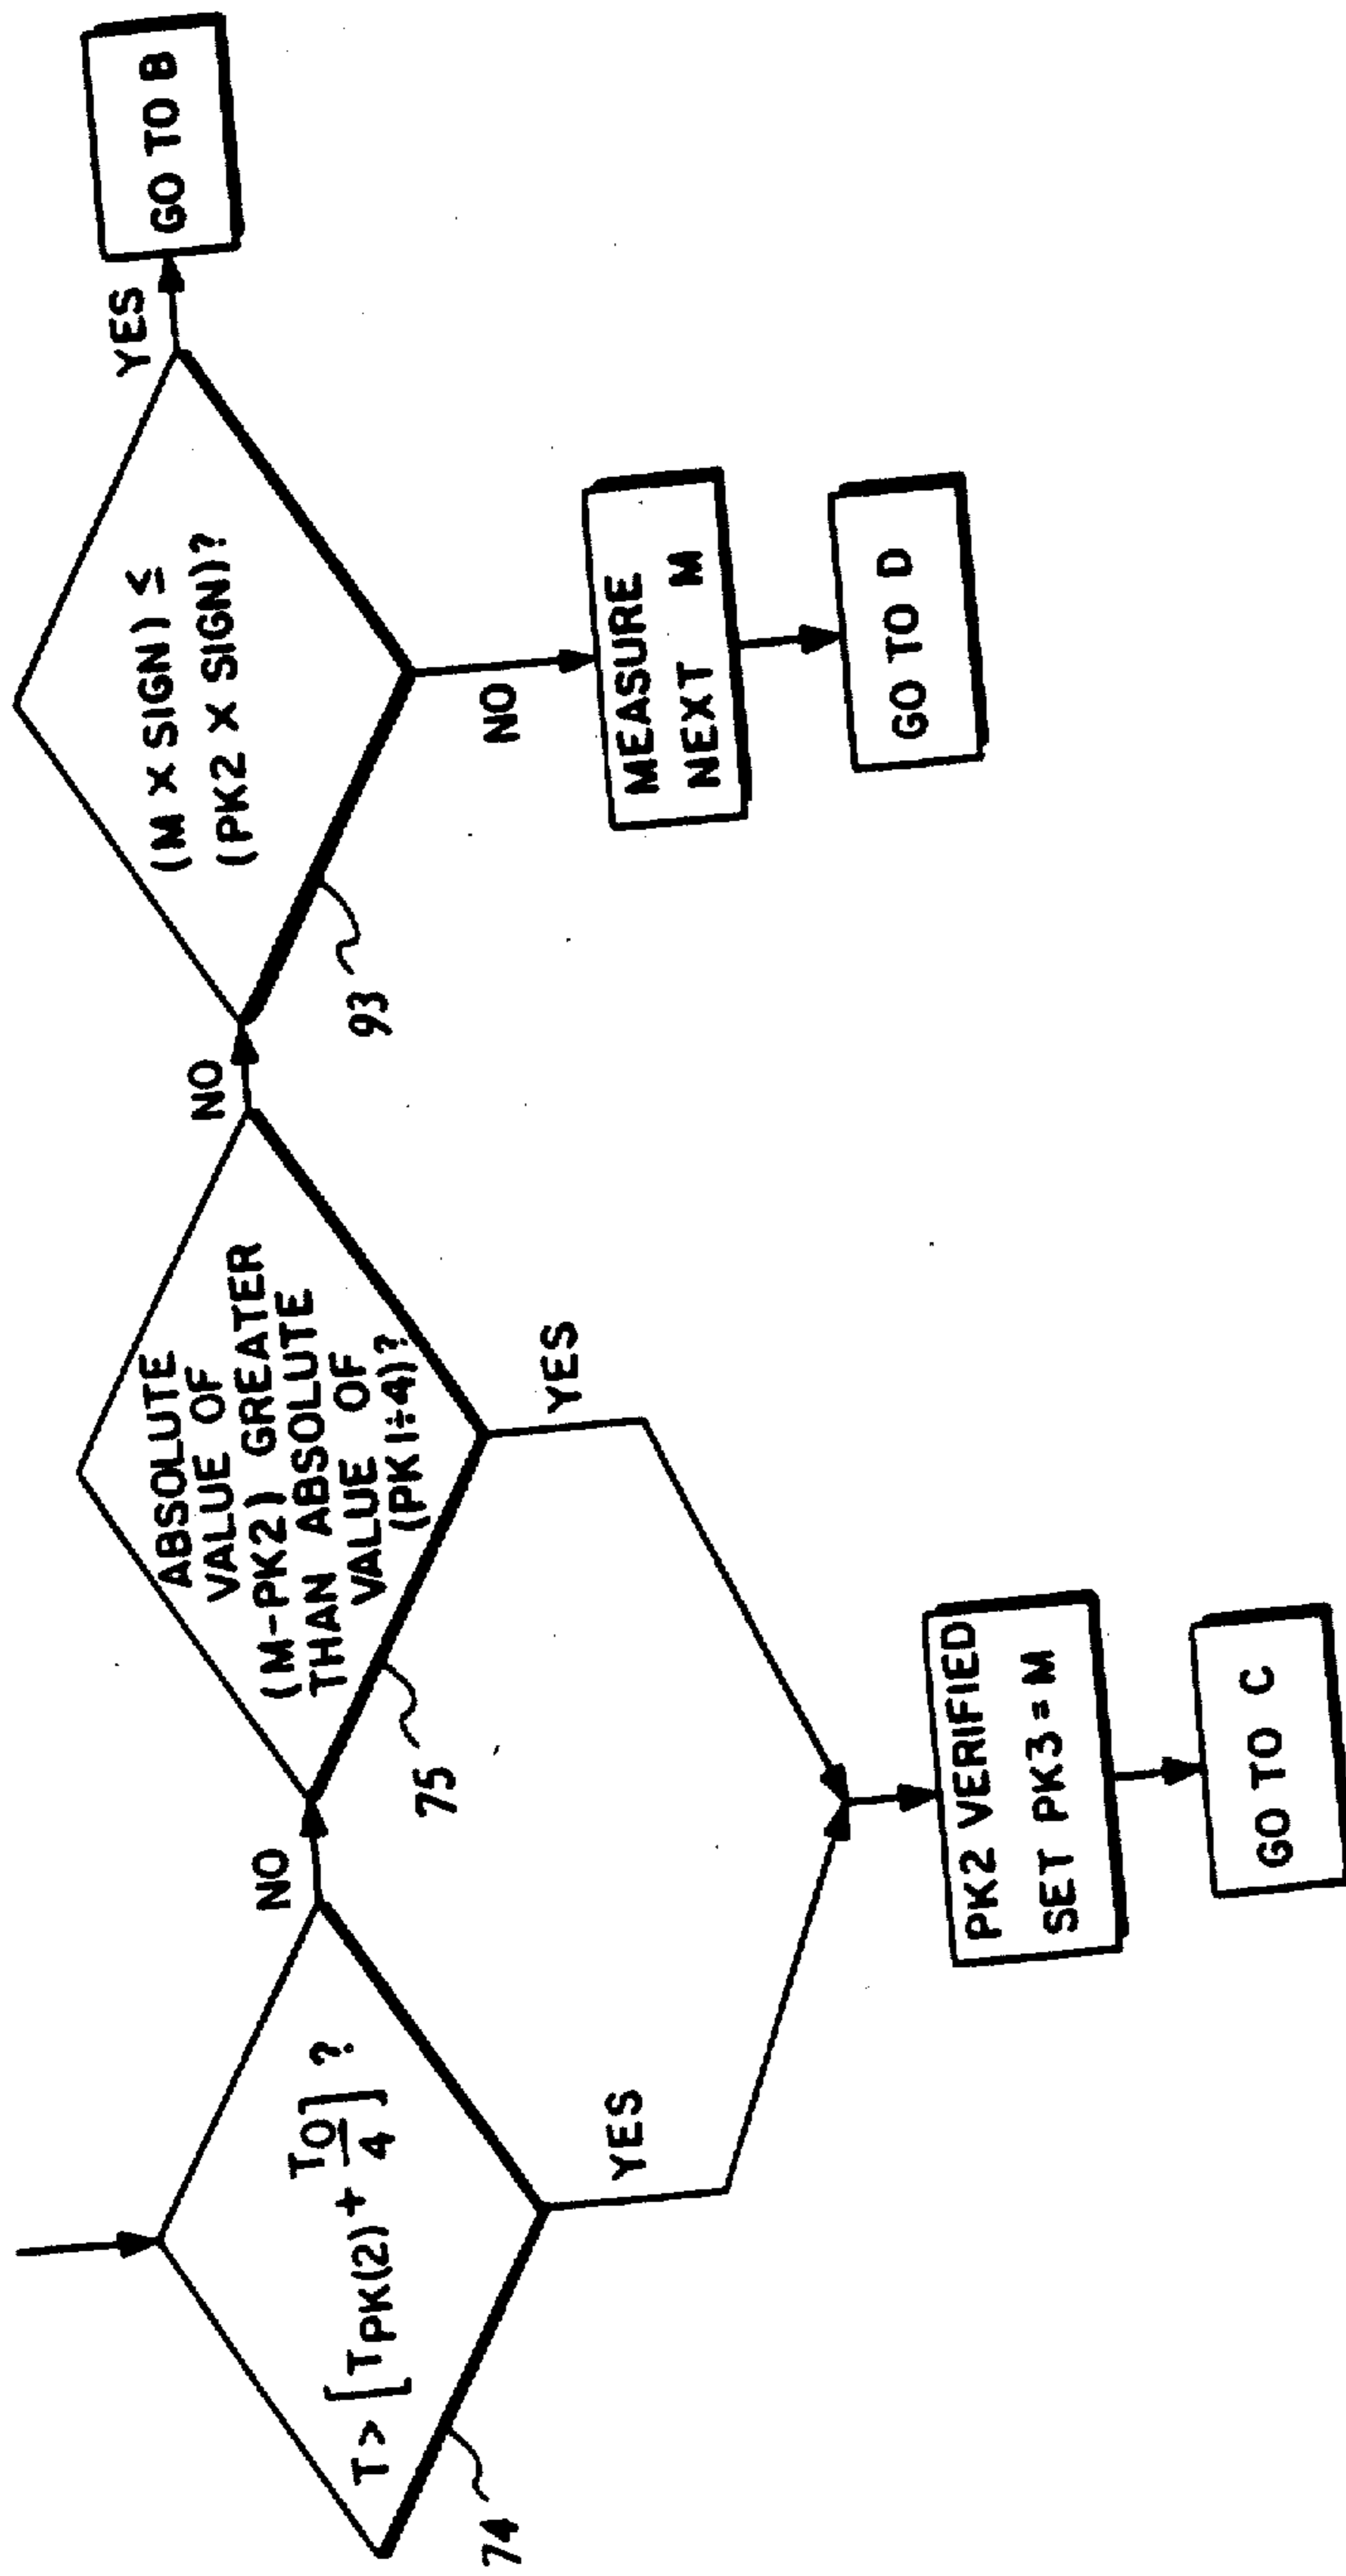 T > [TPK(2) + TO/4] ?
74
NO
YES
ABSOLUTE
VALUE OF
(M-PK2) GREATER
THAN ABSOLUTE
VALUE OF
(PK1÷4)?
75
NO
YES
PK2 VERIFIED
SET PK3=M
GO TO C
(M X SIGN) ≤
(PK2 X SIGN)?
93
YES
GO TO B
NO
MEASURE
NEXT M
GO TO D